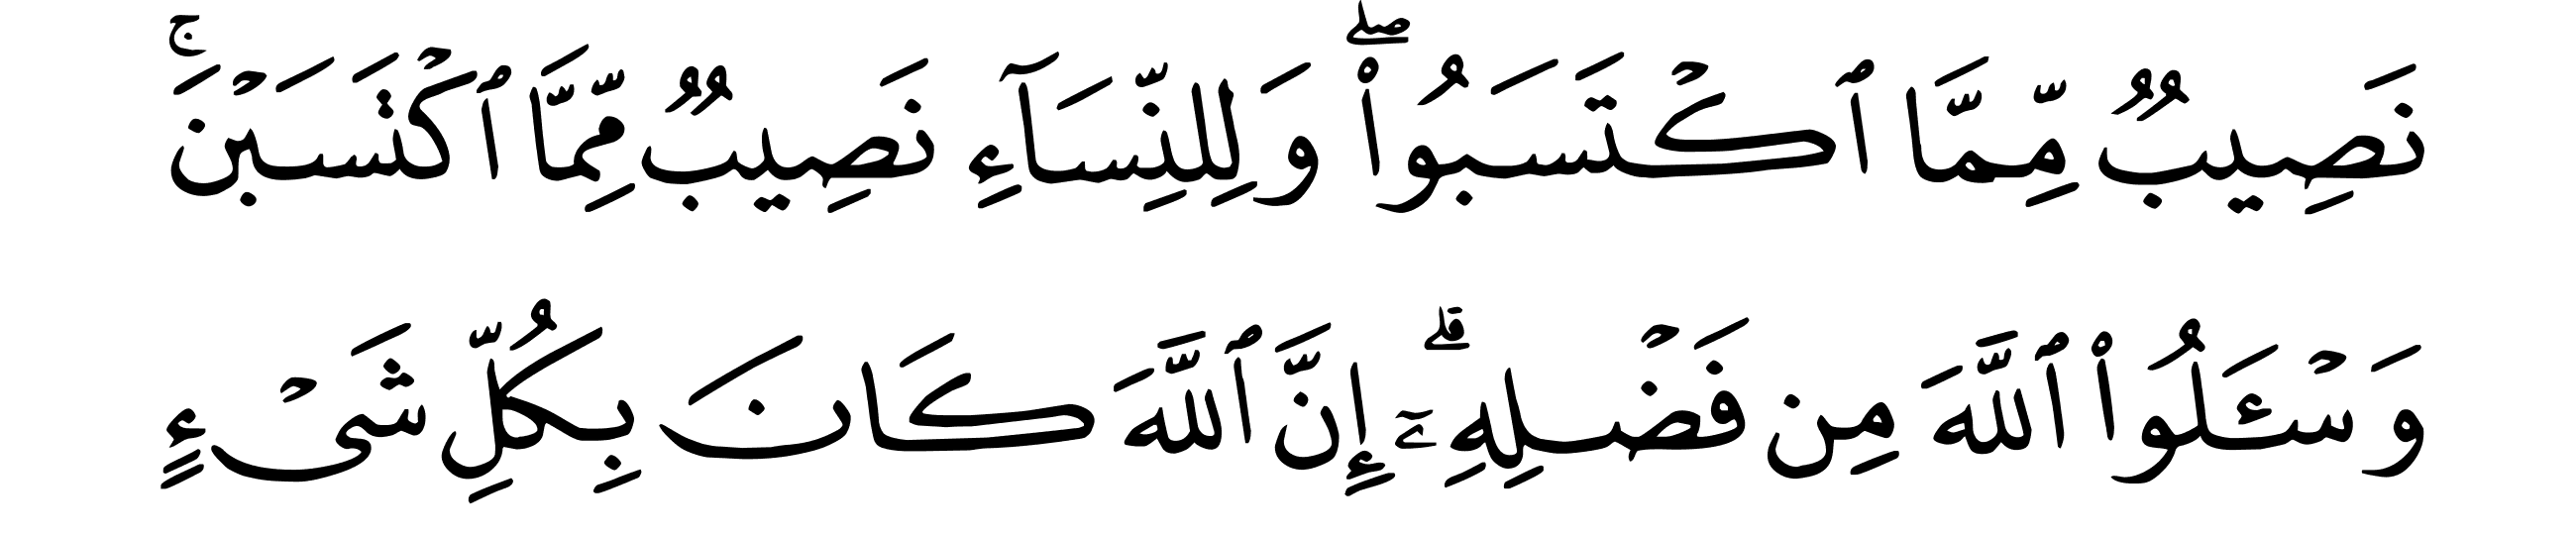 نَصِيبٌ مِّمَّا ٱكْتَسَبُوا۟ ۖ وَلِلنِّسَآءِ نَصِيبٌ مِّمَّا ٱكْتَسَبْنَ ۚ
وَسْـَٔلُوا۟ ٱللَّهَ مِن فَضْلِهِۦٓ ۗ إِنَّ ٱللَّهَ كَانَ بِكُلِّ شَىْءٍ